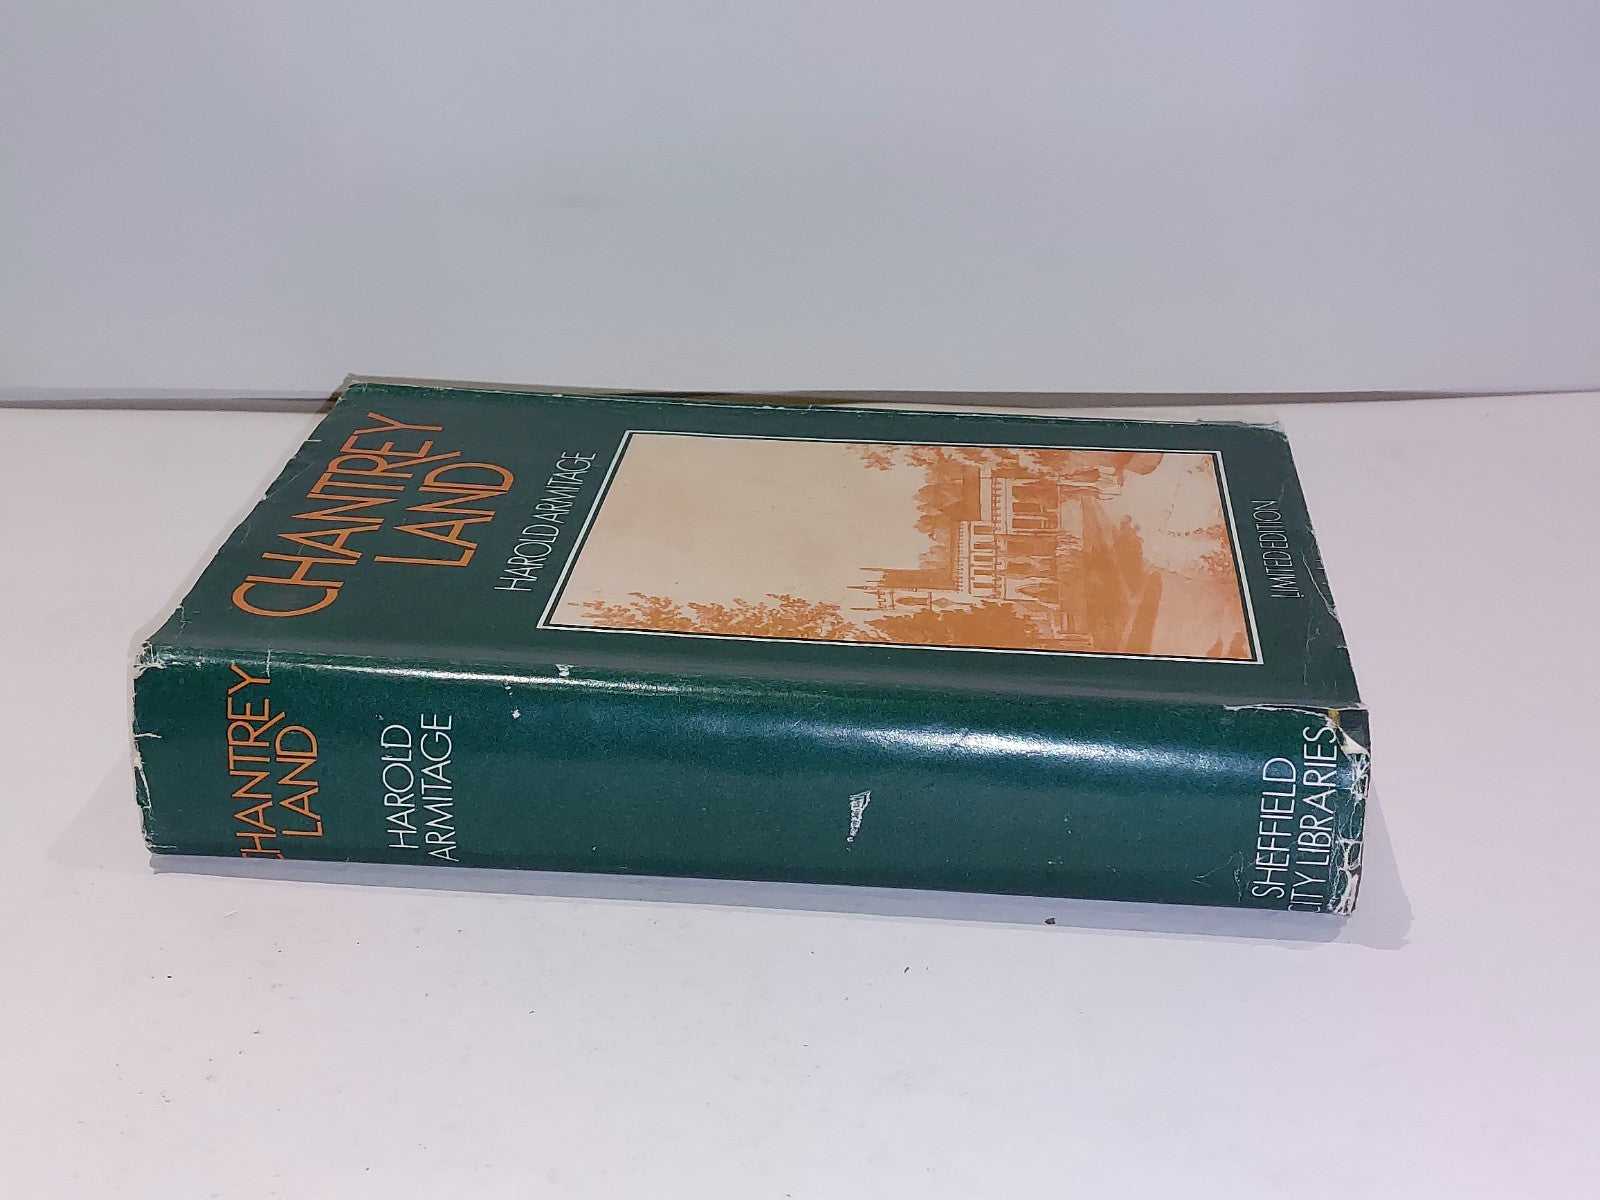 CHANTREY
LAND
HAROLD ARMITAGE
LIMITED EDITION
CHANTREY
LAND
HAROLD
ARMITAGE
SHEFFIELD
CITY LIBRARIES